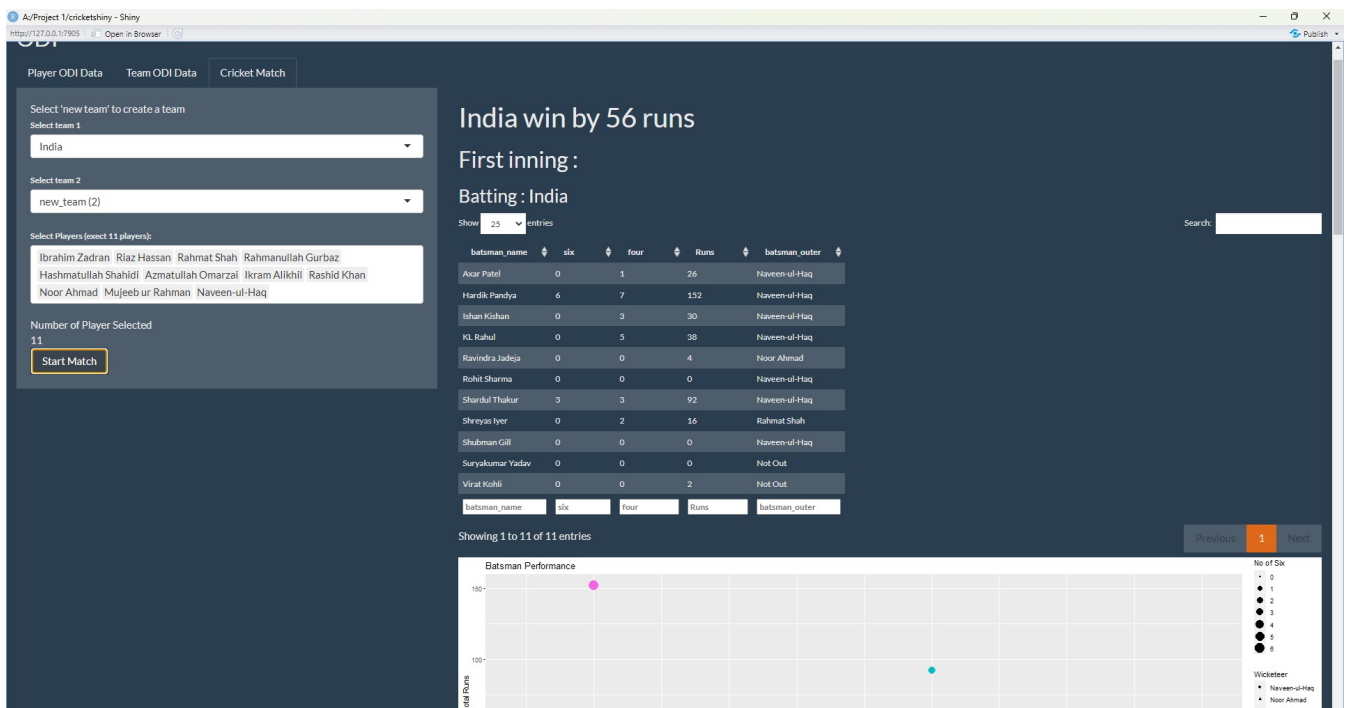 A:/Project 1/cricketshiny - Shiny
http://127.0.0.1:7905 Open in Browser Publish
ODI
Player ODI Data Team ODI Data Cricket Match
Select 'new team' to create a team
Select team 1
India
Select team 2
new_team (2)
Select Players (exect 11 players):
Ibrahim Zadran Riaz Hassan Rahmat Shah Rahmanullah Gurbaz
Hashmatullah Shahidi Azmatullah Omarzai Ikram Alikhil Rashid Khan
Noor Ahmad Mujeeb ur Rahman Naveen-ul-Haq
Number of Player Selected
11
Start Match
India win by 56 runs
First inning :
Batting : India
Show 25 entries Search:
batsman_name six four Runs batsman_outer
Axar Patel 0 1 26 Naveen-ul-Haq
Hardik Pandya 6 7 152 Naveen-ul-Haq
Ishan Kishan 0 3 30 Naveen-ul-Haq
KL Rahul 0 5 38 Naveen-ul-Haq
Ravindra Jadeja 0 0 4 Noor Ahmad
Rohit Sharma 0 0 0 Naveen-ul-Haq
Shardul Thakur 3 3 92 Naveen-ul-Haq
Shreyas Iyer 0 2 16 Rahmat Shah
Shubman Gill 0 0 0 Naveen-ul-Haq
Suryakumar Yadav 0 0 0 Not Out
Virat Kohli 0 0 2 Not Out
batsman_name six four Runs batsman_outer
Showing 1 to 11 of 11 entries Previous 1 Next
Batsman Performance
150
100
otal Runs
No of Six
0
1
2
3
4
5
6
Wicketeer
Naveen-ul-Haq
Noor Ahmad